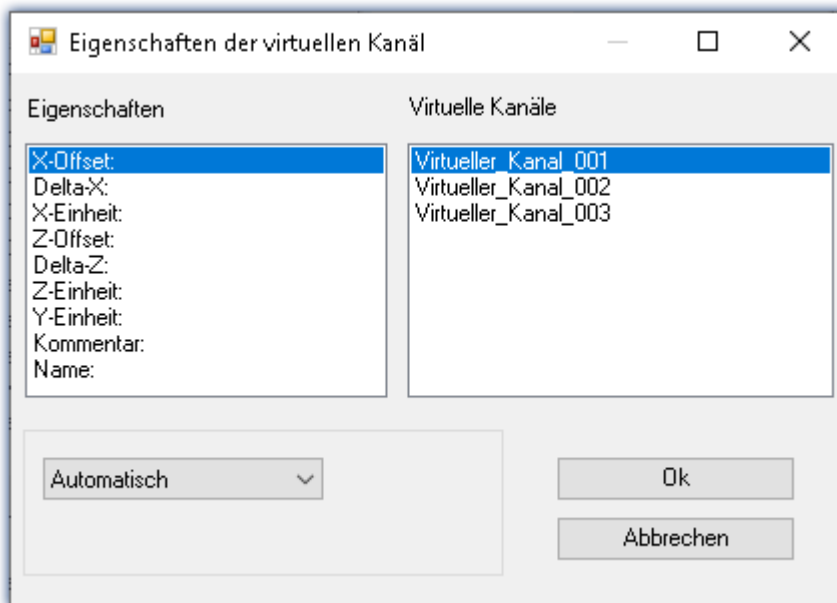 Eigenschaften der virtuellen Kanäl
Eigenschaften
X-Offset:
Delta-X:
X-Einheit:
Z-Offset:
Delta-Z:
Z-Einheit:
Y-Einheit:
Kommentar:
Name:
Virtuelle Kanäle
Virtueller_Kanal_001
Virtueller_Kanal_002
Virtueller_Kanal_003
Automatisch
Ok
Abbrechen